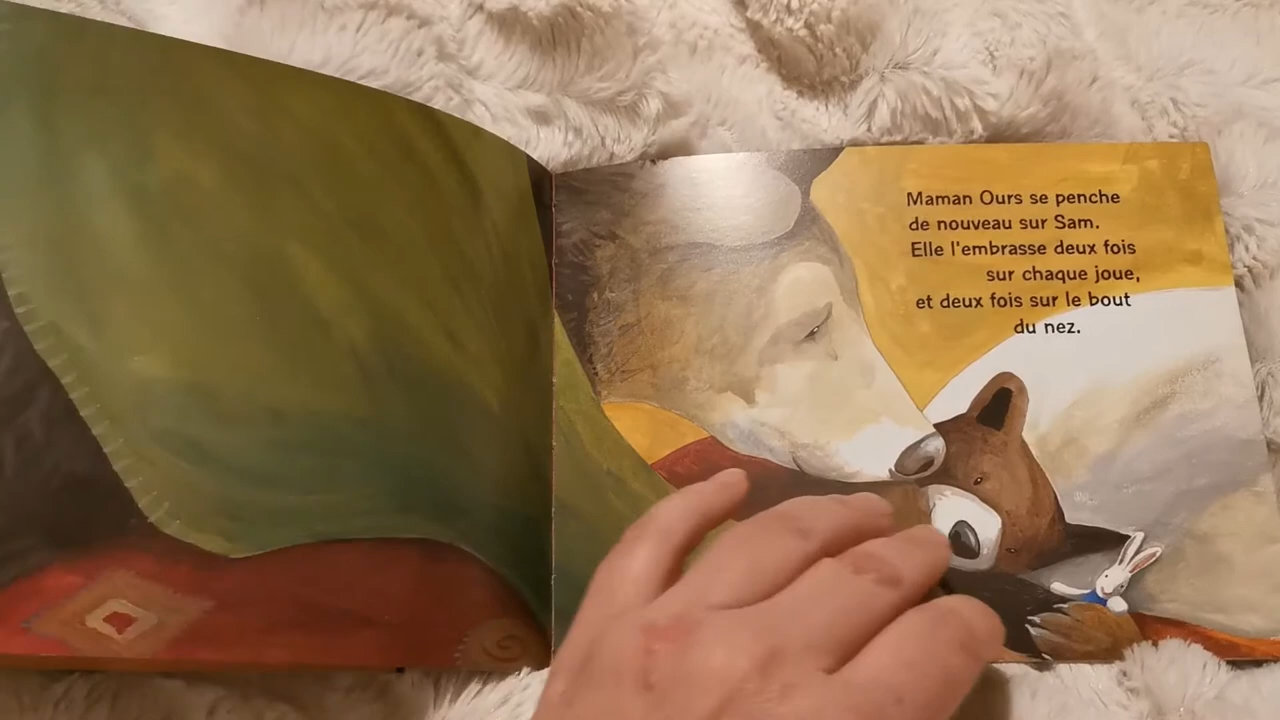 Maman Ours se penche
de nouveau sur Sam.
Elle l'embrasse deux fois
sur chaque joue,
et deux fois sur le bout
du nez.